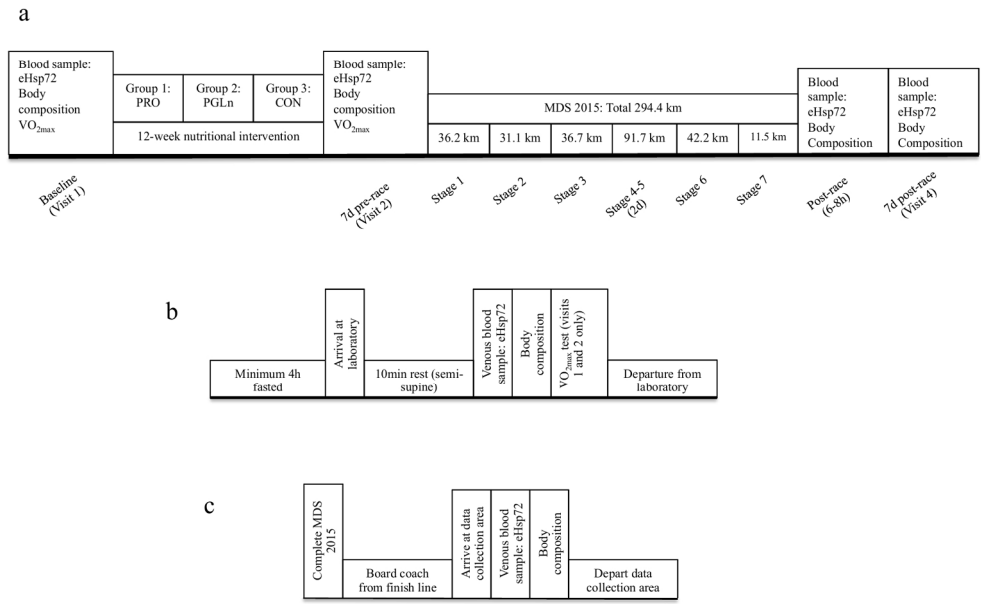 a
Blood sample:
eHsp72
Body
composition
VO2max
Group 1:
PRO
Group 2:
PGLn
Group 3:
CON
12-week nutritional intervention
Blood sample:
eHsp72
Body
composition
VO2max
MDS 2015: Total 294.4 km
36.2 km
31.1 km
36.7 km
91.7 km
42.2 km
11.5 km
Blood
sample:
eHsp72
Body
Composition
Blood
sample:
eHsp72
Body
Composition
Baseline
(Visit 1)
7d pre-race
(Visit 2)
Stage 1
Stage 2
Stage 3
Stage 4-5
(2d)
Stage 6
Stage 7
Post-race
(6-8h)
7d post-race
(Visit 4)
b
Minimum 4h
fasted
Arrival at
laboratory
10min rest (semi-
supine)
Venous blood
sample: eHsp72
Body
composition
VO2max test (visits
1 and 2 only)
Departure from
laboratory
c
Complete MDS
2015
Board coach
from finish line
Arrive at data
collection area
Venous blood
sample: eHsp72
Body
composition
Depart data
collection area